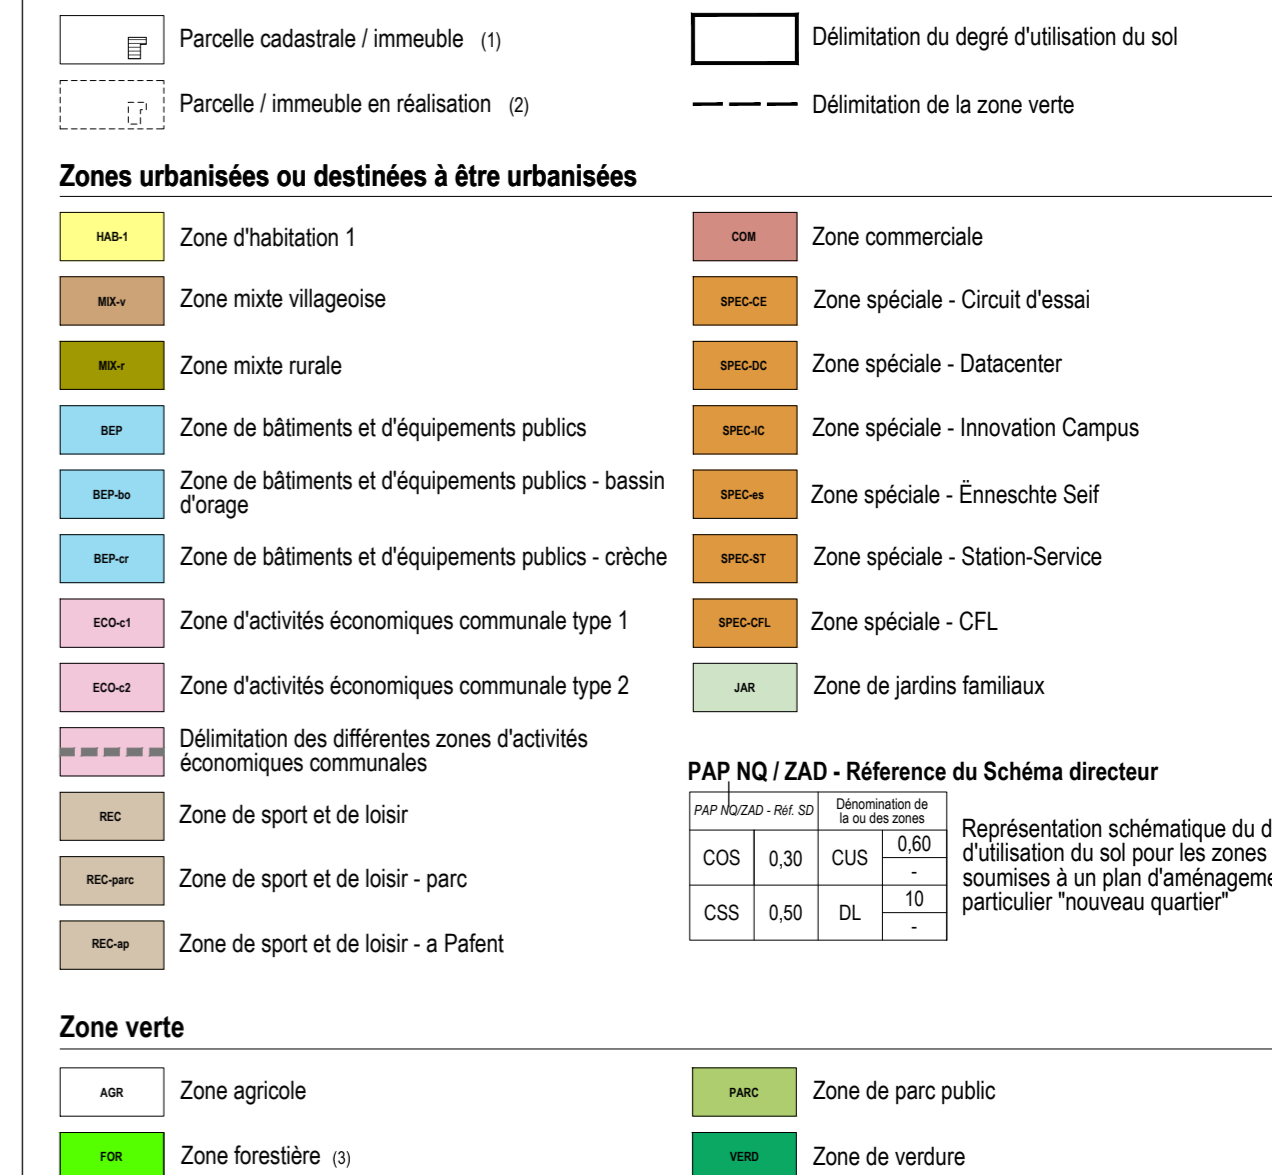 Parcelle cadastrale / immeuble (1)
Parcelle / immeuble en réalisation (2)
Délimitation du degré d'utilisation du sol
Délimitation de la zone verte
Zones urbanisées ou destinées à être urbanisées
HAB-1 Zone d'habitation 1
MIX-v Zone mixte villageoise
MIX-r Zone mixte rurale
BEP Zone de bâtiments et d'équipements publics
BEP-bo Zone de bâtiments et d'équipements publics - bassin
d'orage
BEP-cr Zone de bâtiments et d'équipements publics - crèche
ECO-c1 Zone d'activités économiques communale type 1
ECO-c2 Zone d'activités économiques communale type 2
Délimitation des différentes zones d'activités
économiques communales
REC Zone de sport et de loisir
REC-parc Zone de sport et de loisir - parc
REC-ap Zone de sport et de loisir - a Pafent
COM Zone commerciale
SPEC-CE Zone spéciale - Circuit d'essai
SPEC-DC Zone spéciale - Datacenter
SPEC-IC Zone spéciale - Innovation Campus
SPEC-es Zone spéciale - Ënneschte Seif
SPEC-ST Zone spéciale - Station-Service
SPEC-CFL Zone spéciale - CFL
JAR Zone de jardins familiaux
PAP NQ / ZAD - Réference du Schéma directeur
PAP NQ/ZAD - Réf. SD
Dénomination de
la ou des zones
COS 0,30 CUS 0,60
-
CSS 0,50 DL 10
-
Représentation schématique du d
d'utilisation du sol pour les zones
soumises à un plan d'aménageme
particulier "nouveau quartier"
Zone verte
AGR Zone agricole
FOR Zone forestière (3)
PARC Zone de parc public
VERD Zone de verdure